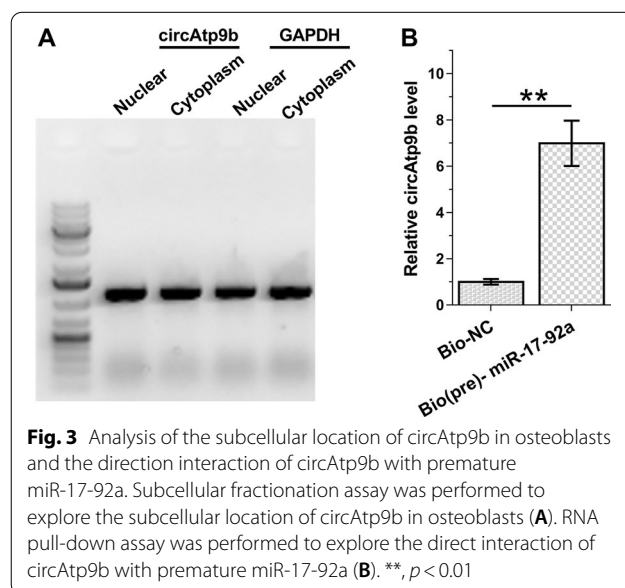 A
circAtp9b GAPDH
Nuclear Cytoplasm Nuclear Cytoplasm
B
Relative circAtp9b level
10
8
6
4
2
0
**
Bio-NC
Bio(pre)- miR-17-92a
Fig. 3 Analysis of the subcellular location of circAtp9b in osteoblasts
and the direction interaction of circAtp9b with premature
miR-17-92a. Subcellular fractionation assay was performed to
explore the subcellular location of circAtp9b in osteoblasts (A). RNA
pull-down assay was performed to explore the direct interaction of
circAtp9b with premature miR-17-92a (B). **, p < 0.01